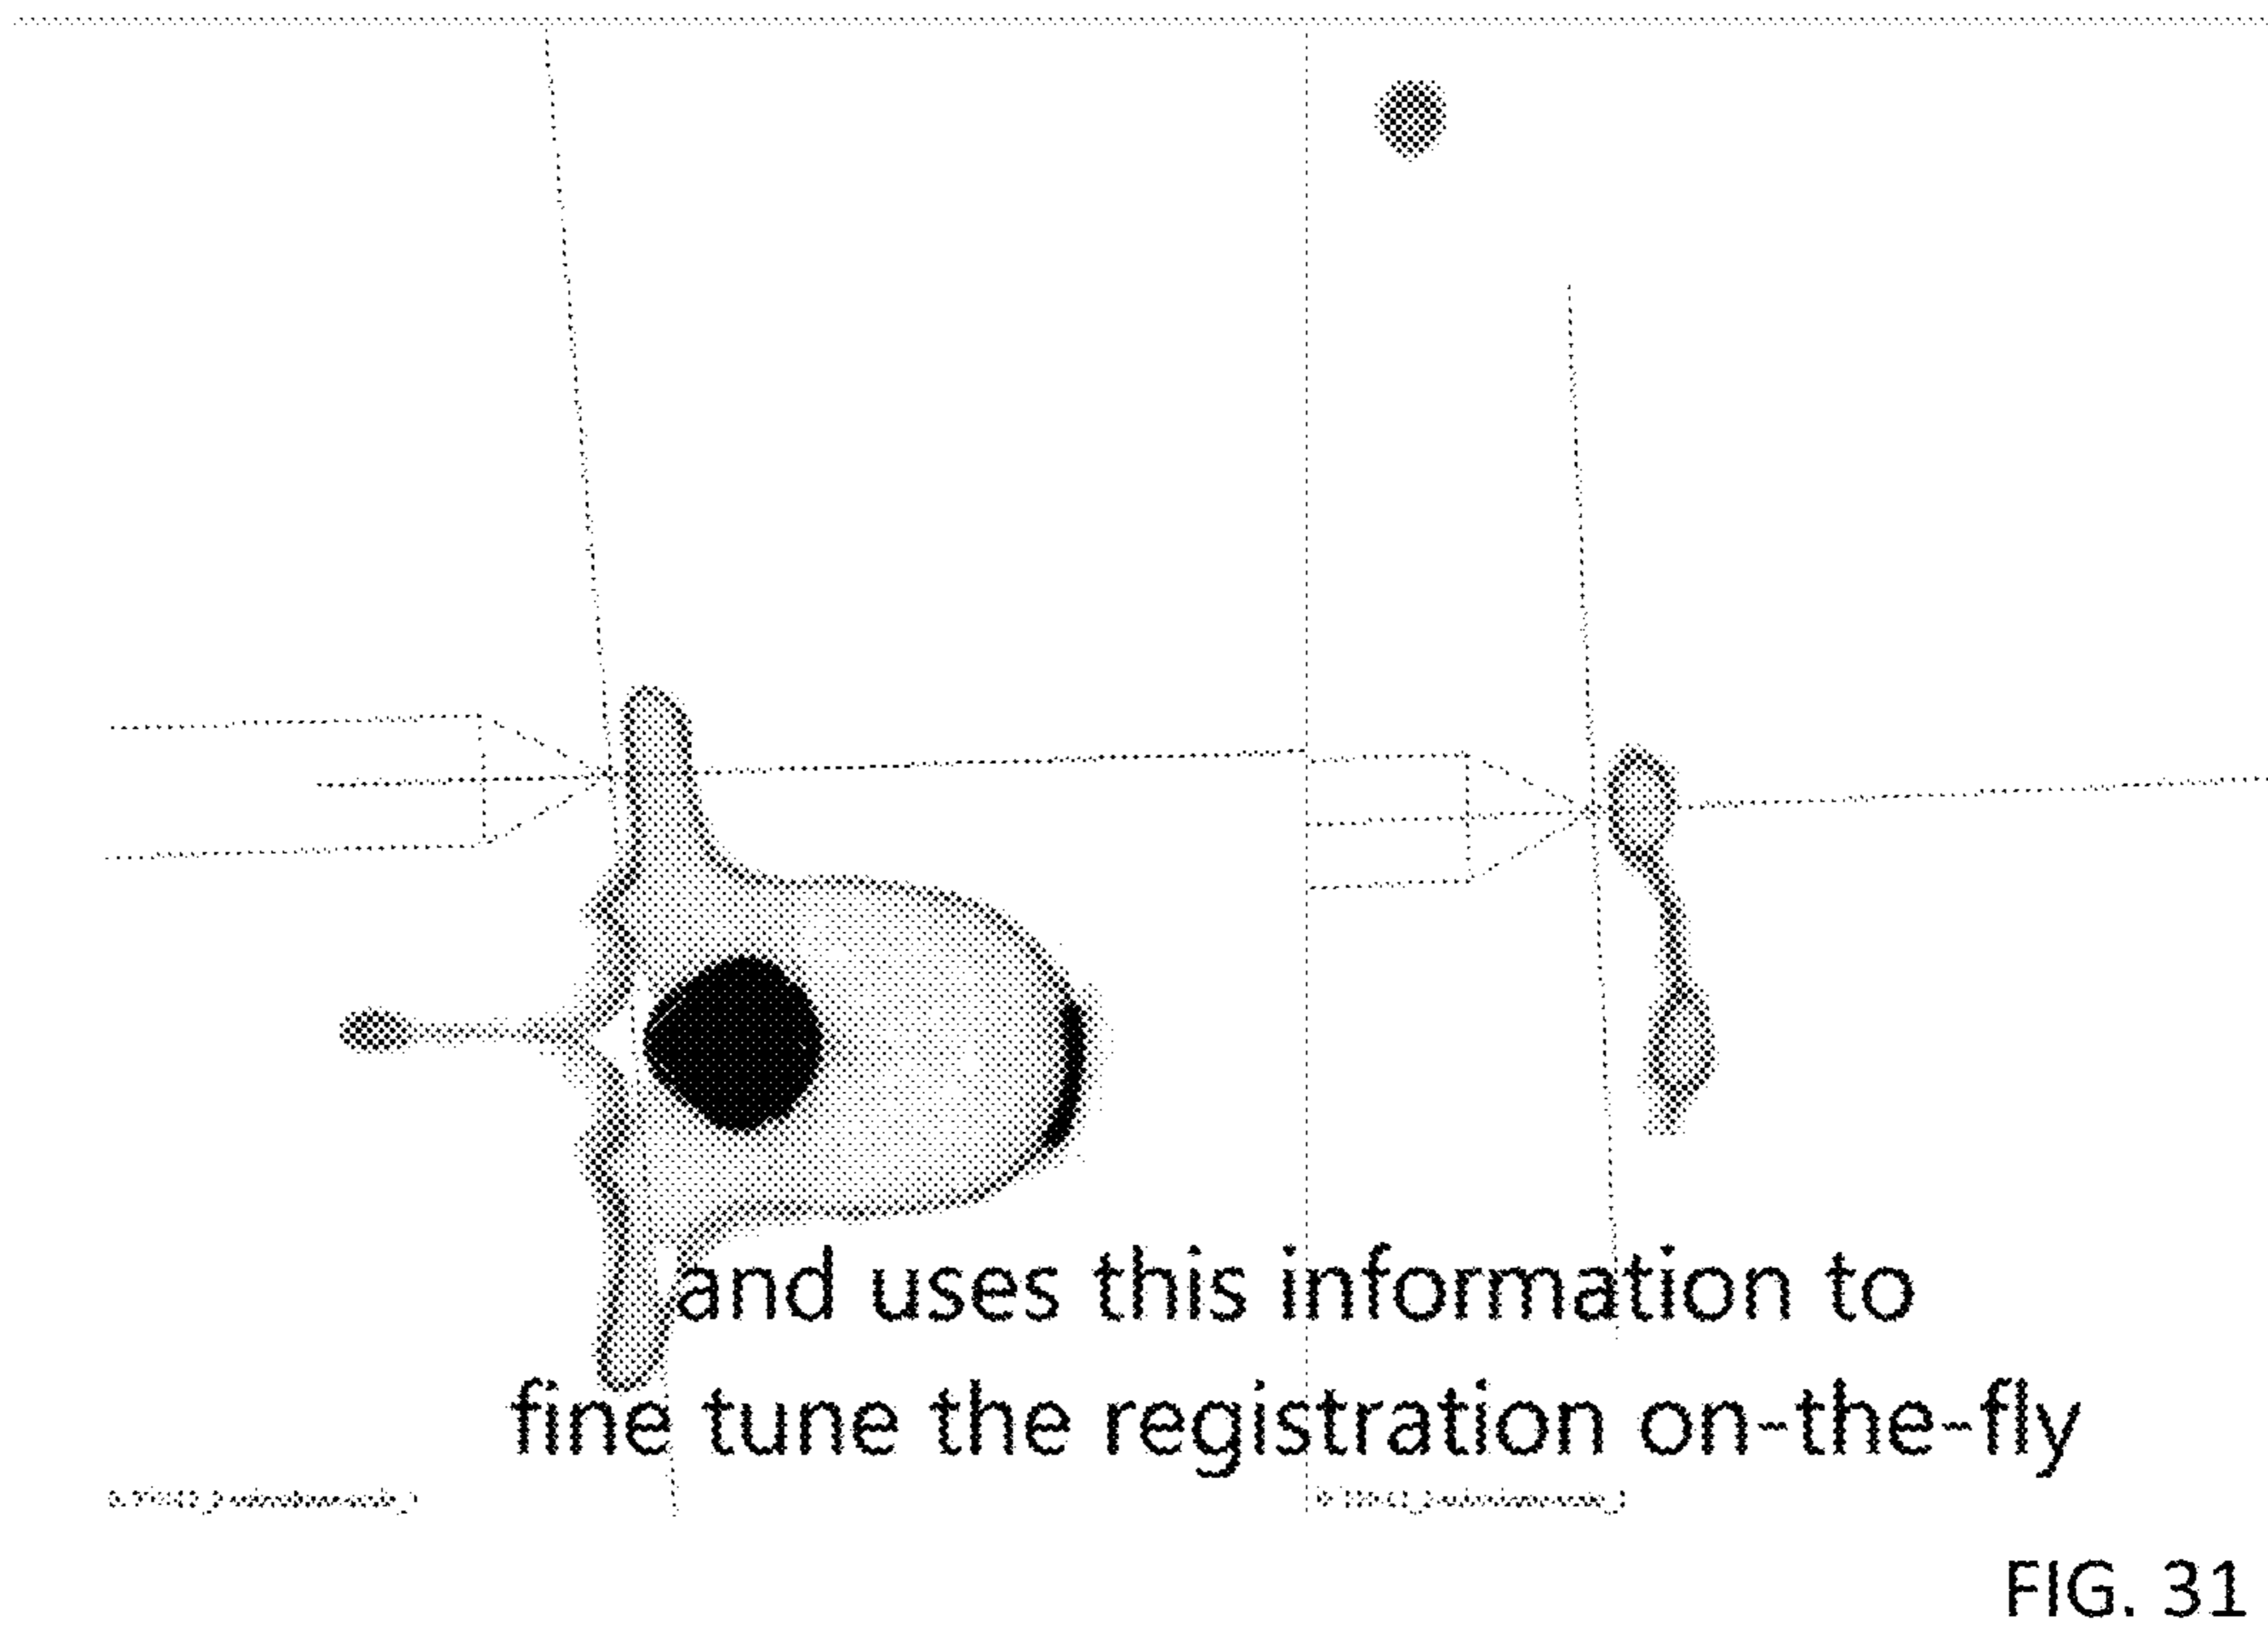 and uses this information to
fine tune the registration on-the-fly
FIG. 31